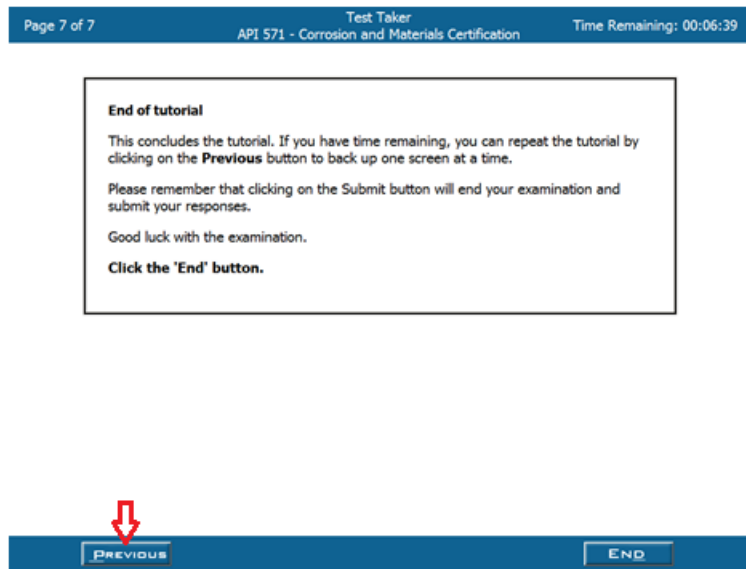 Page 7 of 7
Test Taker
API 571 - Corrosion and Materials Certification
Time Remaining: 00:06:39
End of tutorial
This concludes the tutorial. If you have time remaining, you can repeat the tutorial by
clicking on the Previous button to back up one screen at a time.
Please remember that clicking on the Submit button will end your examination and
submit your responses.
Good luck with the examination.
Click the 'End' button.
PREVIOUS
END